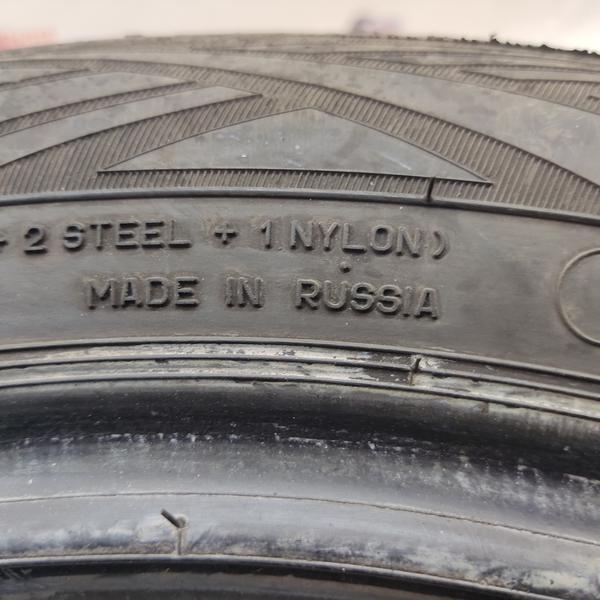 + 2 STEEL + 1 NYLON)
MADE IN RUSSIA